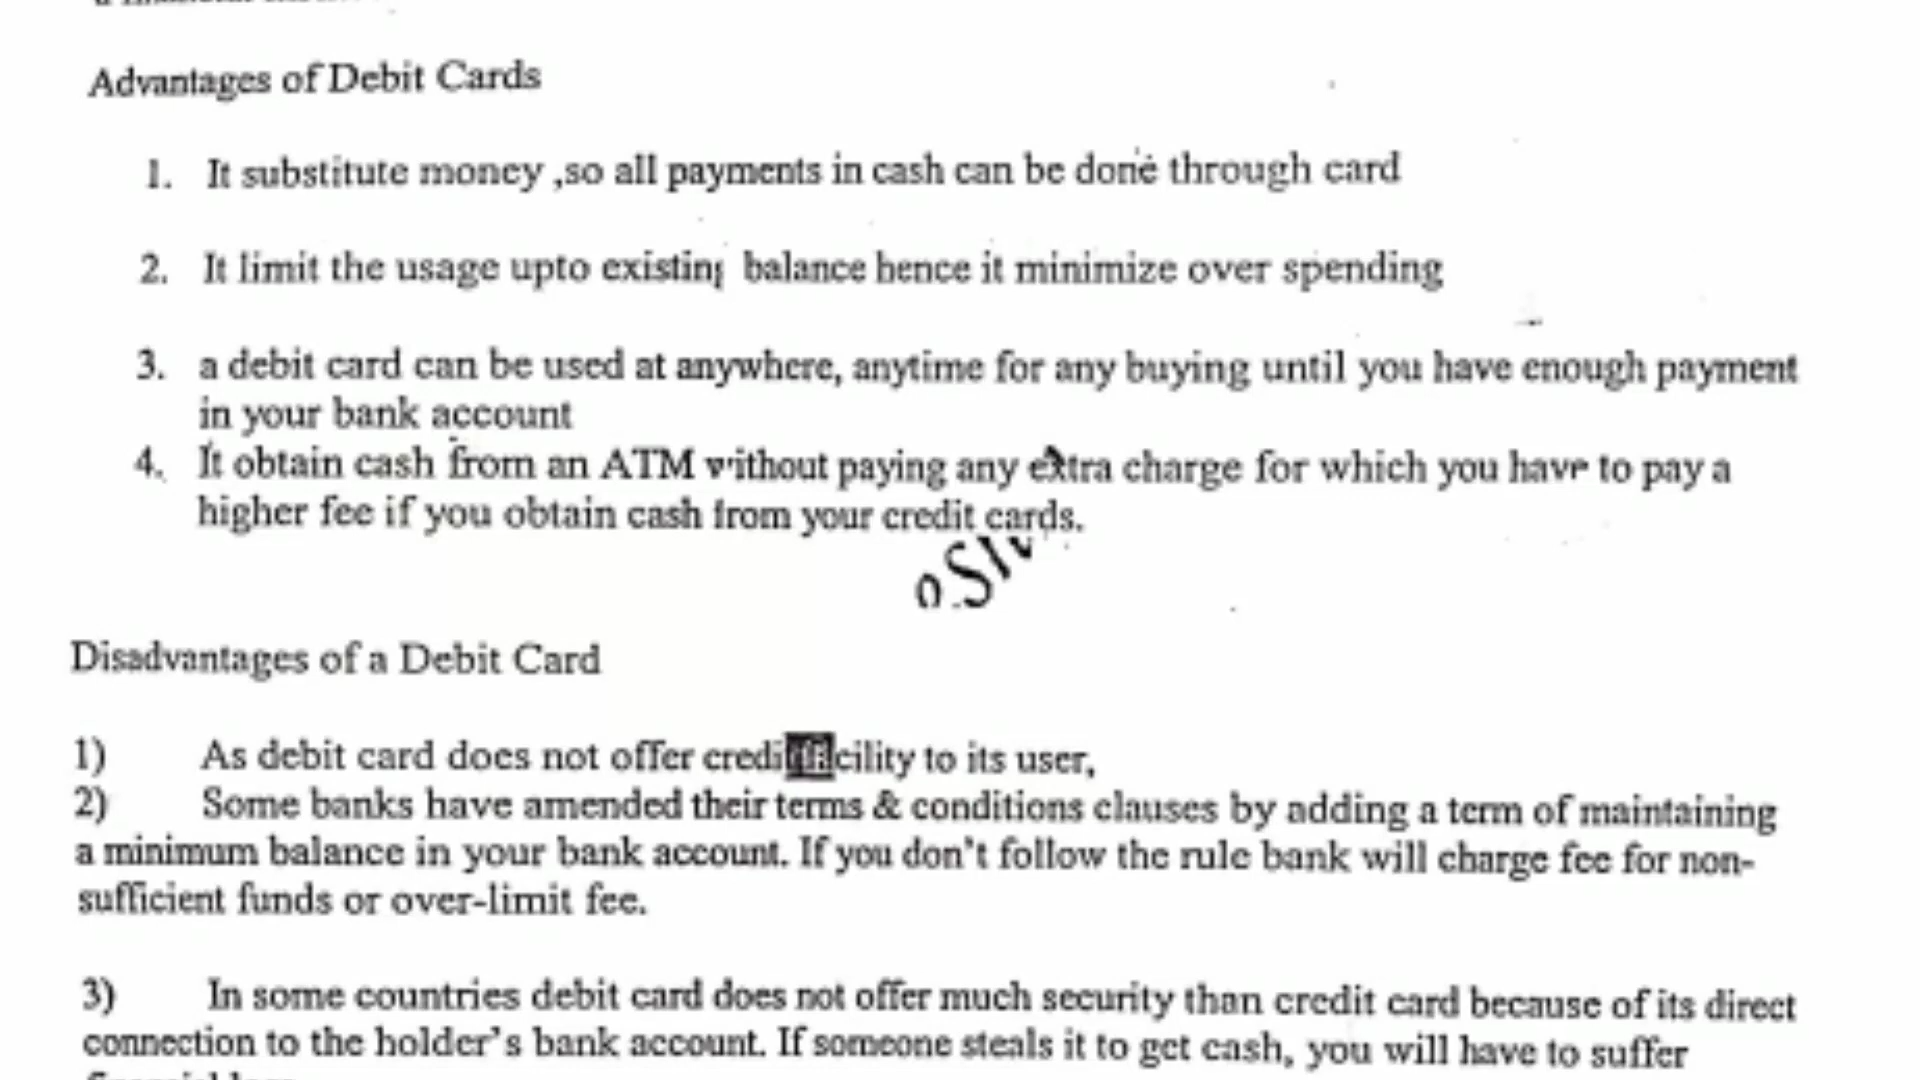 Advantages of Debit Cards
1. It substitute money ,so all payments in cash can be done through card
2. It limit the usage upto existing balance hence it minimize over spending
3. a debit card can be used at anywhere, anytime for any buying until you have enough payment
in your bank account
4. It obtain cash from an ATM without paying any extra charge for which you have to pay a
higher fee if you obtain cash from your credit cards.
Disadvantages of a Debit Card
1) As debit card does not offer credit facility to its user,
2) Some banks have amended their terms & conditions clauses by adding a term of maintaining
a minimum balance in your bank account. If you don't follow the rule bank will charge fee for non-
sufficient funds or over-limit fee.
3) In some countries debit card does not offer much security than credit card because of its direct
connection to the holder's bank account. If someone steals it to get cash, you will have to suffer